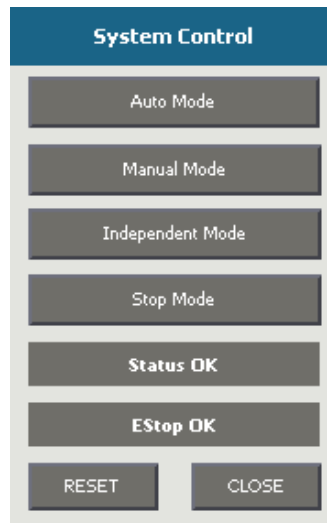 System Control
Auto Mode
Manual Mode
Independent Mode
Stop Mode
Status OK
EStop OK
RESET CLOSE